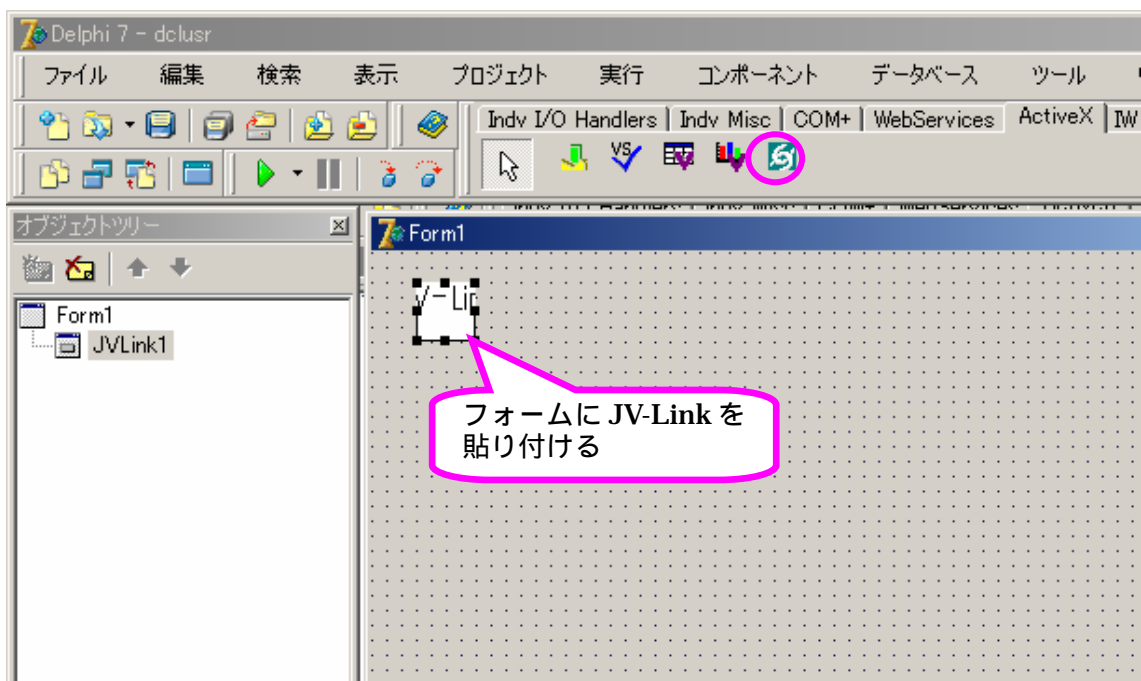 Delphi 7 - dclusr
ファイル 編集 検索 表示 プロジェクト 実行 コンポーネント データベース ツール
Indy I/O Handlers Indy Misc COM+ WebServices ActiveX IW
VS
オブジェクトツリー
Form1
Form1
JVLink1
V-Lin
フォームに JV-Link を
貼り付ける